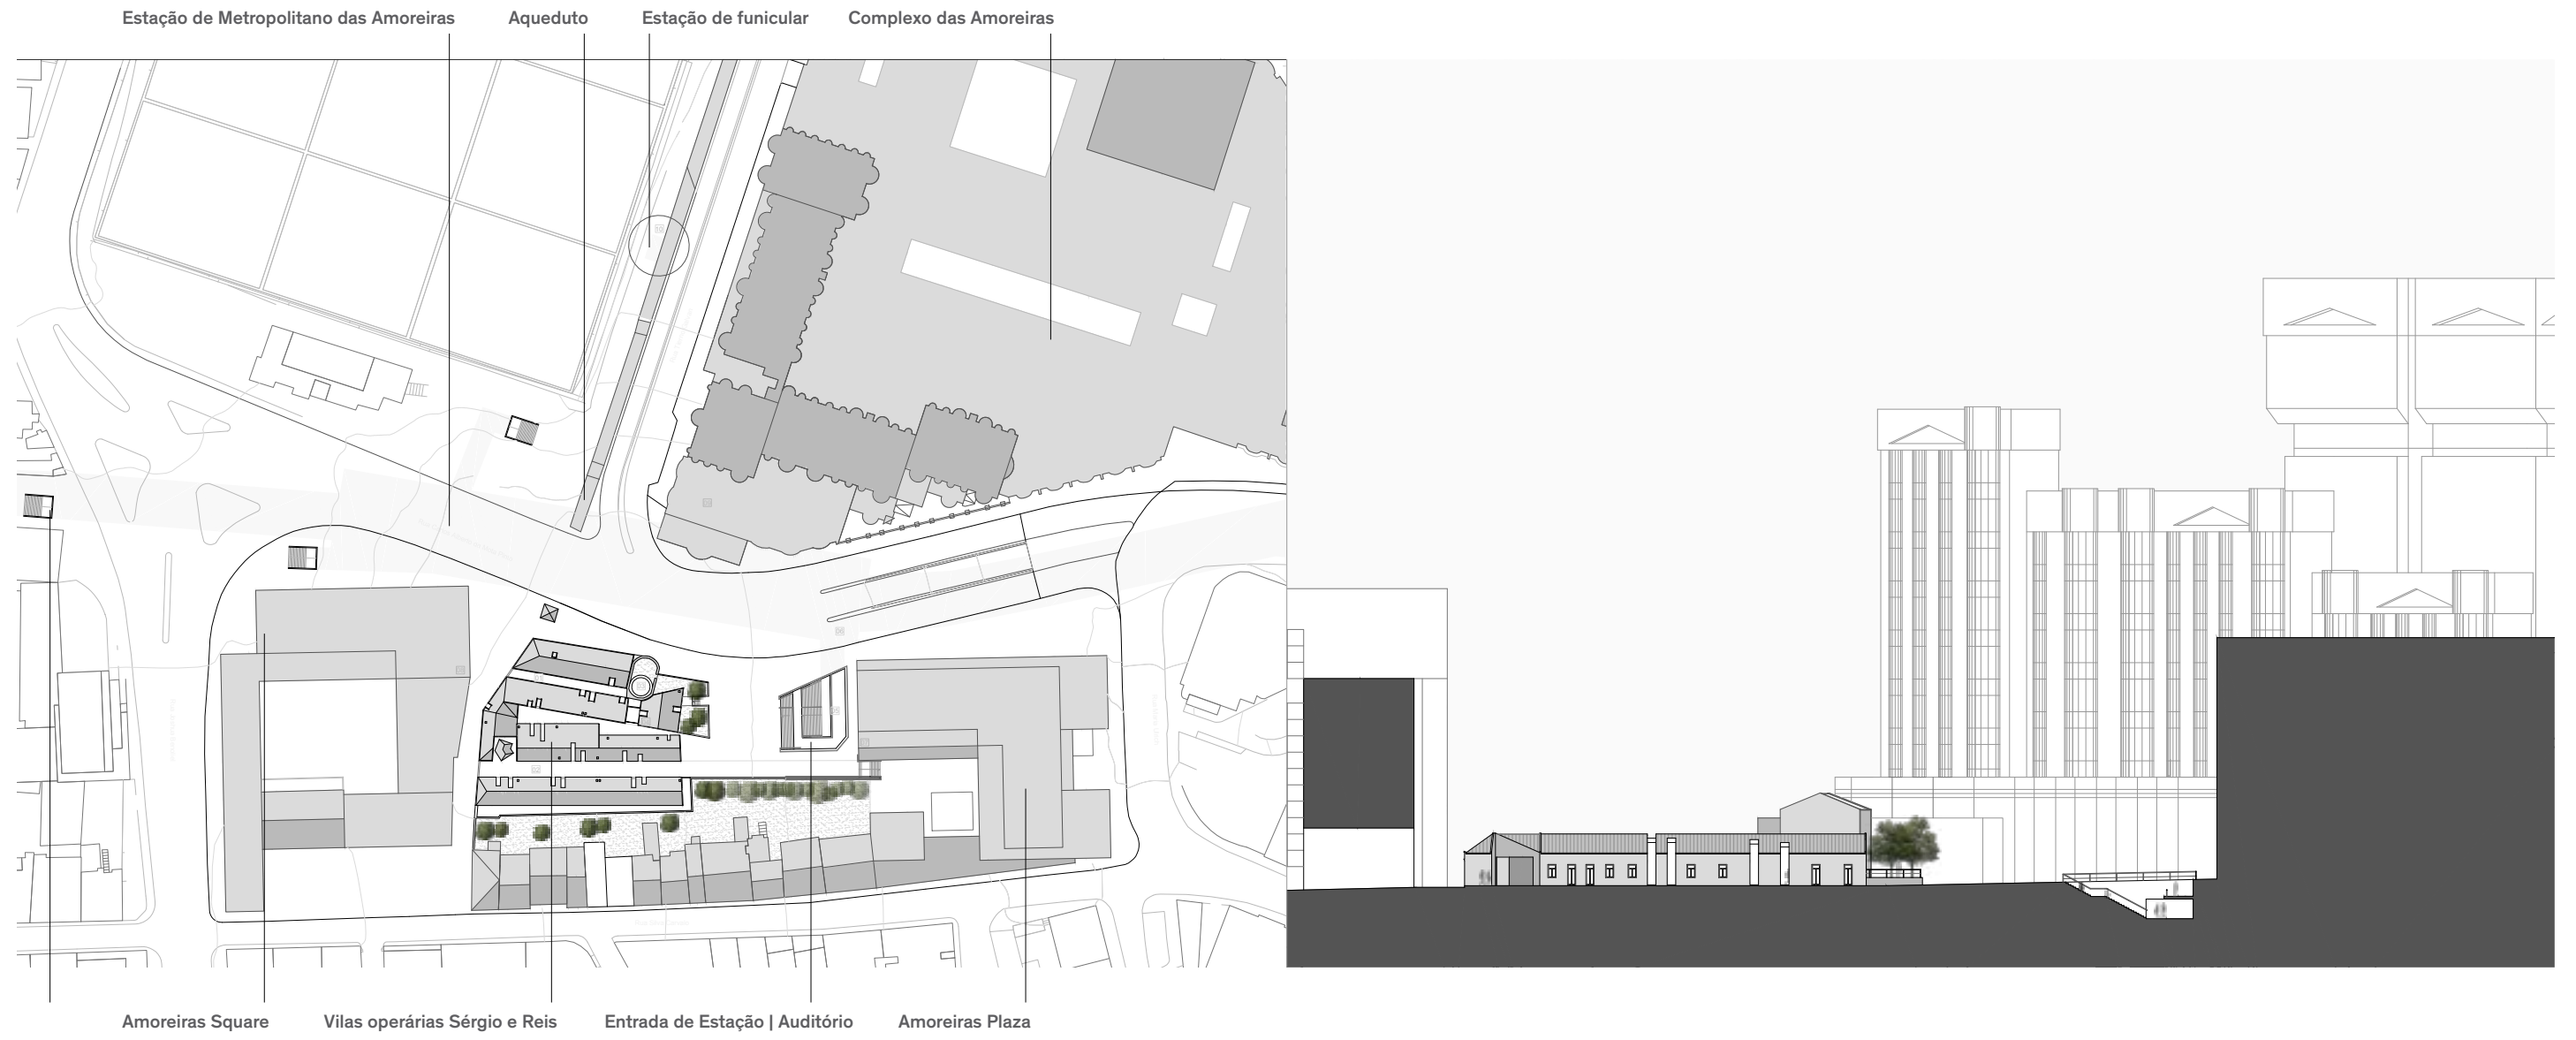 Estação de Metropolitano das Amoreiras
Aqueduto
Estação de funicular
Complexo das Amoreiras
Amoreiras Square
Vilas operárias Sérgio e Reis
Entrada de Estação | Auditório
Amoreiras Plaza